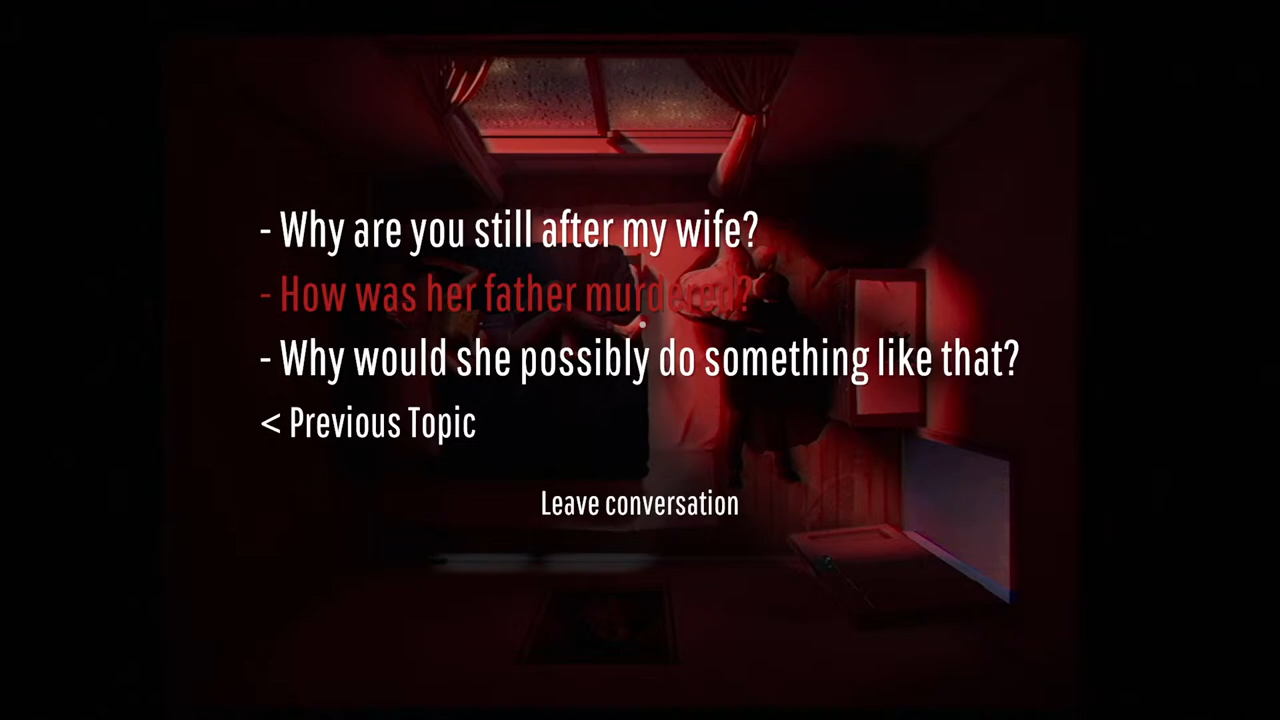 - Why are you still after my wife?
- How was her father murdered?
- Why would she possibly do something like that?
< Previous Topic
Leave conversation